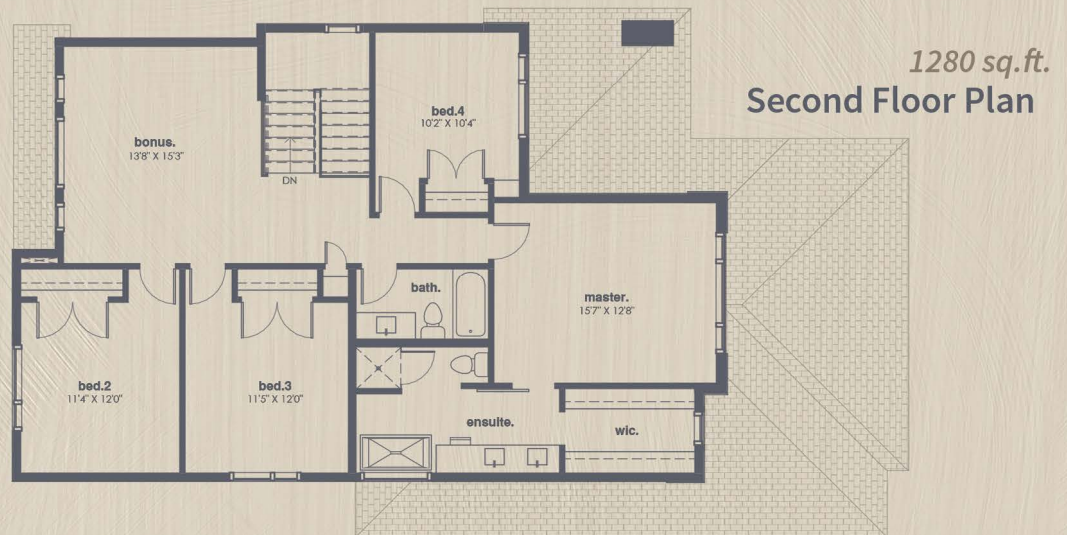 1280 sq.ft.
Second Floor Plan
bed.4
10'2" X 10'4"
bonus.
13'8" X 15'3"
DN
bath.
master.
15'7" X 12'8"
bed.2
11'4" X 12'0"
bed.3
11'5" X 12'0"
ensuite.
wic.